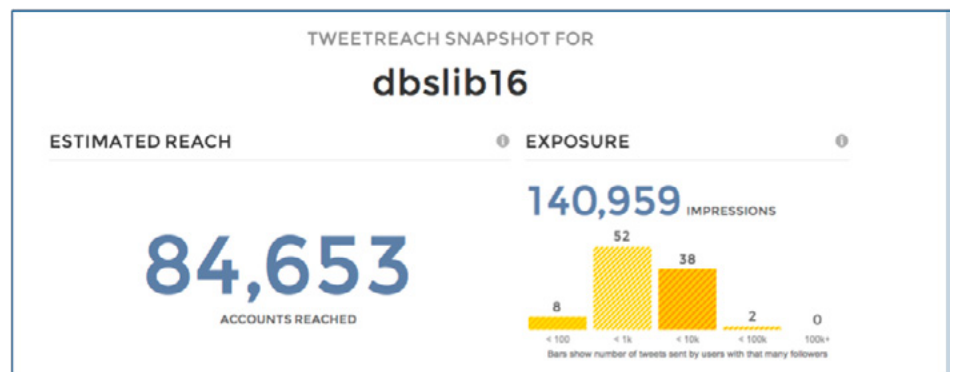 TWEETREACH SNAPSHOT FOR
dbslib16
ESTIMATED REACH
84,653
ACCOUNTS REACHED
EXPOSURE
140,959 IMPRESSIONS
8 52 38 2 0
< 100 < 1k < 10k < 100k 100k+
Bars show number of tweets sent by users with that many followers